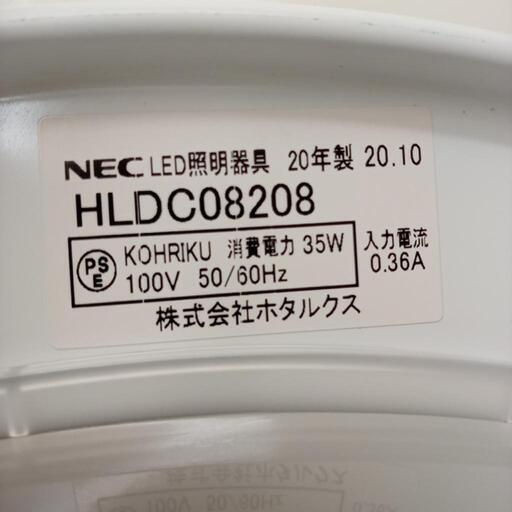 NEC LED照明器具 20年製 20.10
HLDC08208
PSE KOHRIKU 消費電力 35W 入力電流
100V 50/60Hz 0.36A
株式会社ホタルクス